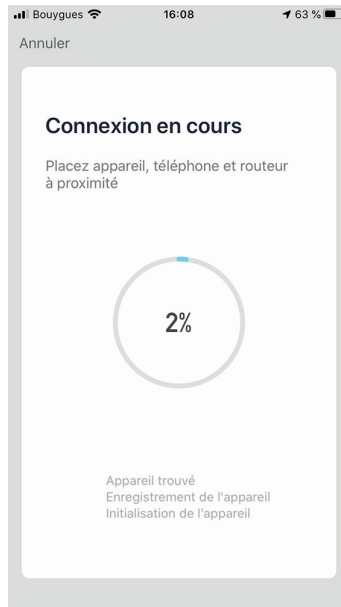 Bouygues 16:08 63 %
Annuler
Connexion en cours
Placez appareil, téléphone et routeur
à proximité
2%
Appareil trouvé
Enregistrement de l'appareil
Initialisation de l'appareil